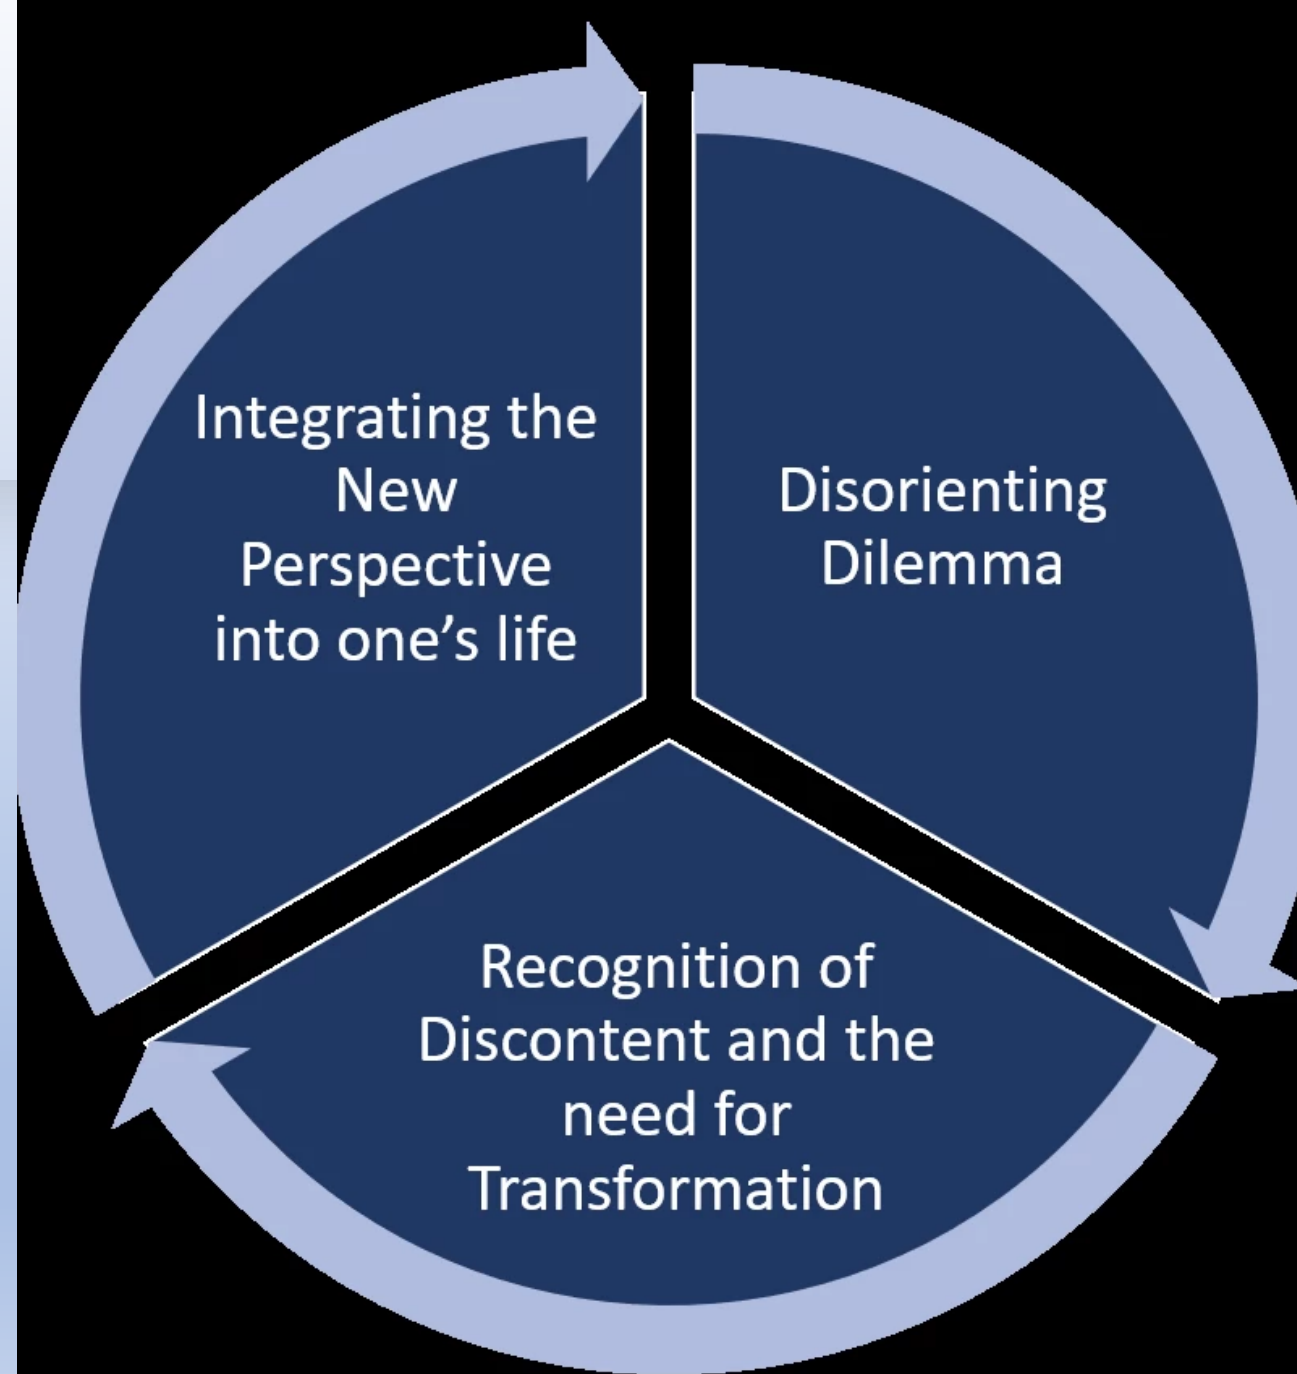 Integrating the
New
Perspective
into one’s life
Disorienting
Dilemma
Recognition of
Discontent and the
need for
Transformation